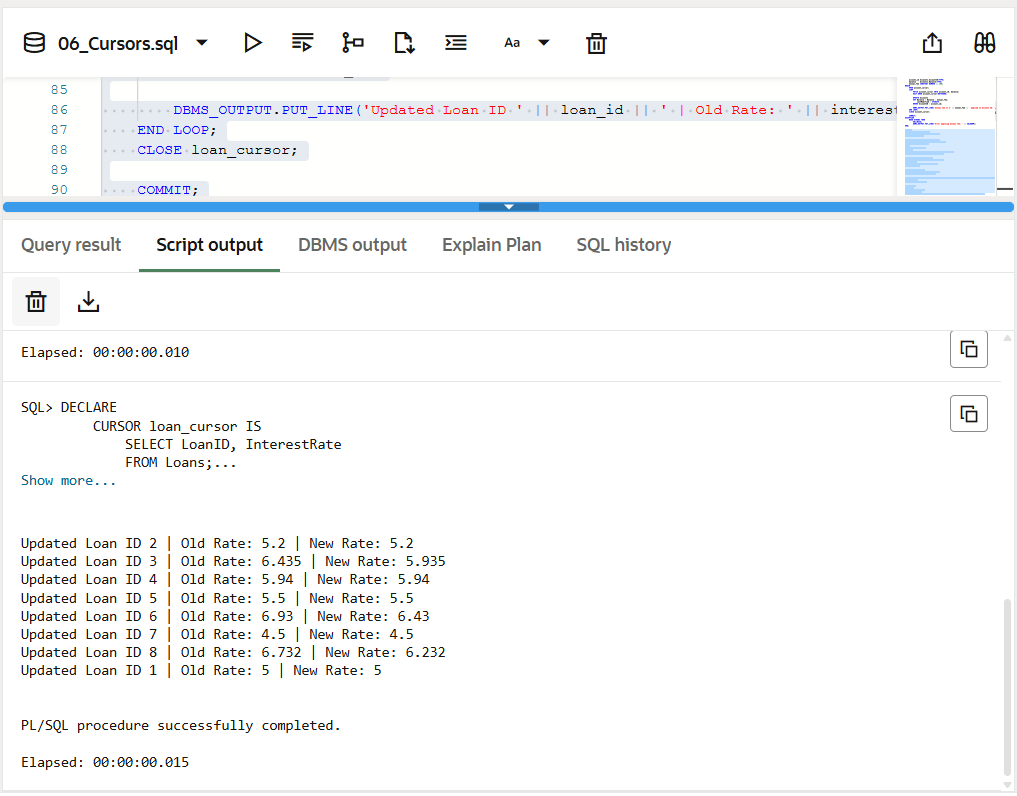 06_Cursors.sql
Aa
85
86 DBMS_OUTPUT.PUT_LINE('Updated Loan ID ' || loan_id || ' | Old Rate: ' || interest
87 END LOOP;
88 CLOSE loan_cursor;
89
90 COMMIT;
Query result Script output DBMS output Explain Plan SQL history
Elapsed: 00:00:00.010
SQL> DECLARE
CURSOR loan_cursor IS
SELECT LoanID, InterestRate
FROM Loans;...
Show more...
Updated Loan ID 2 | Old Rate: 5.2 | New Rate: 5.2
Updated Loan ID 3 | Old Rate: 6.435 | New Rate: 5.935
Updated Loan ID 4 | Old Rate: 5.94 | New Rate: 5.94
Updated Loan ID 5 | Old Rate: 5.5 | New Rate: 5.5
Updated Loan ID 6 | Old Rate: 6.93 | New Rate: 6.43
Updated Loan ID 7 | Old Rate: 4.5 | New Rate: 4.5
Updated Loan ID 8 | Old Rate: 6.732 | New Rate: 6.232
Updated Loan ID 1 | Old Rate: 5 | New Rate: 5
PL/SQL procedure successfully completed.
Elapsed: 00:00:00.015